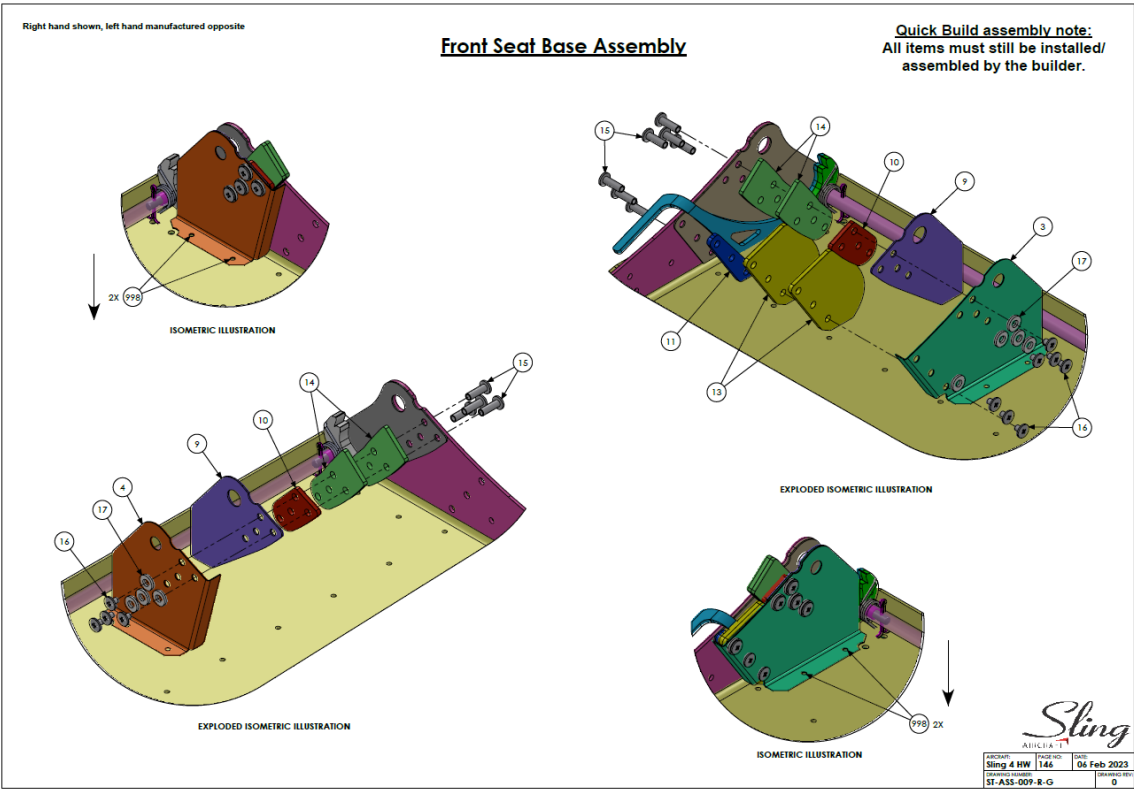 Right hand shown, left hand manufactured opposite
Front Seat Base Assembly
Quick Build assembly note:
All items must still be installed/
assembled by the builder.
2X 998
ISOMETRIC ILLUSTRATION
15
14
10
9
3
17
11
13
16
EXPLODED ISOMETRIC ILLUSTRATION
15
14
10
9
4
17
16
EXPLODED ISOMETRIC ILLUSTRATION
998 2X
ISOMETRIC ILLUSTRATION
Sling
AIRCRAFT
AIRCRAFT: PAGE NO: DATE:
Sling 4 HW 146 06 Feb 2023
DRAWING NUMBER: DRAWING REV:
ST-ASS-009-R-G 0